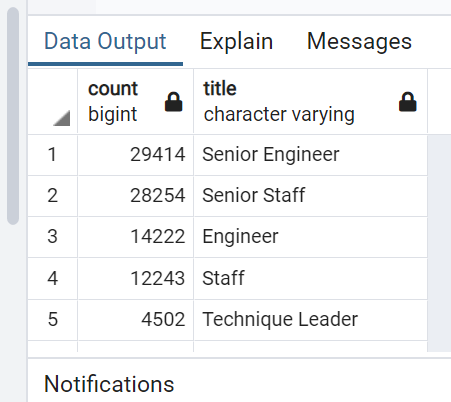 Data Output Explain Messages
count title
bigint character varying
1 29414 Senior Engineer
2 28254 Senior Staff
3 14222 Engineer
4 12243 Staff
5 4502 Technique Leader
Notifications